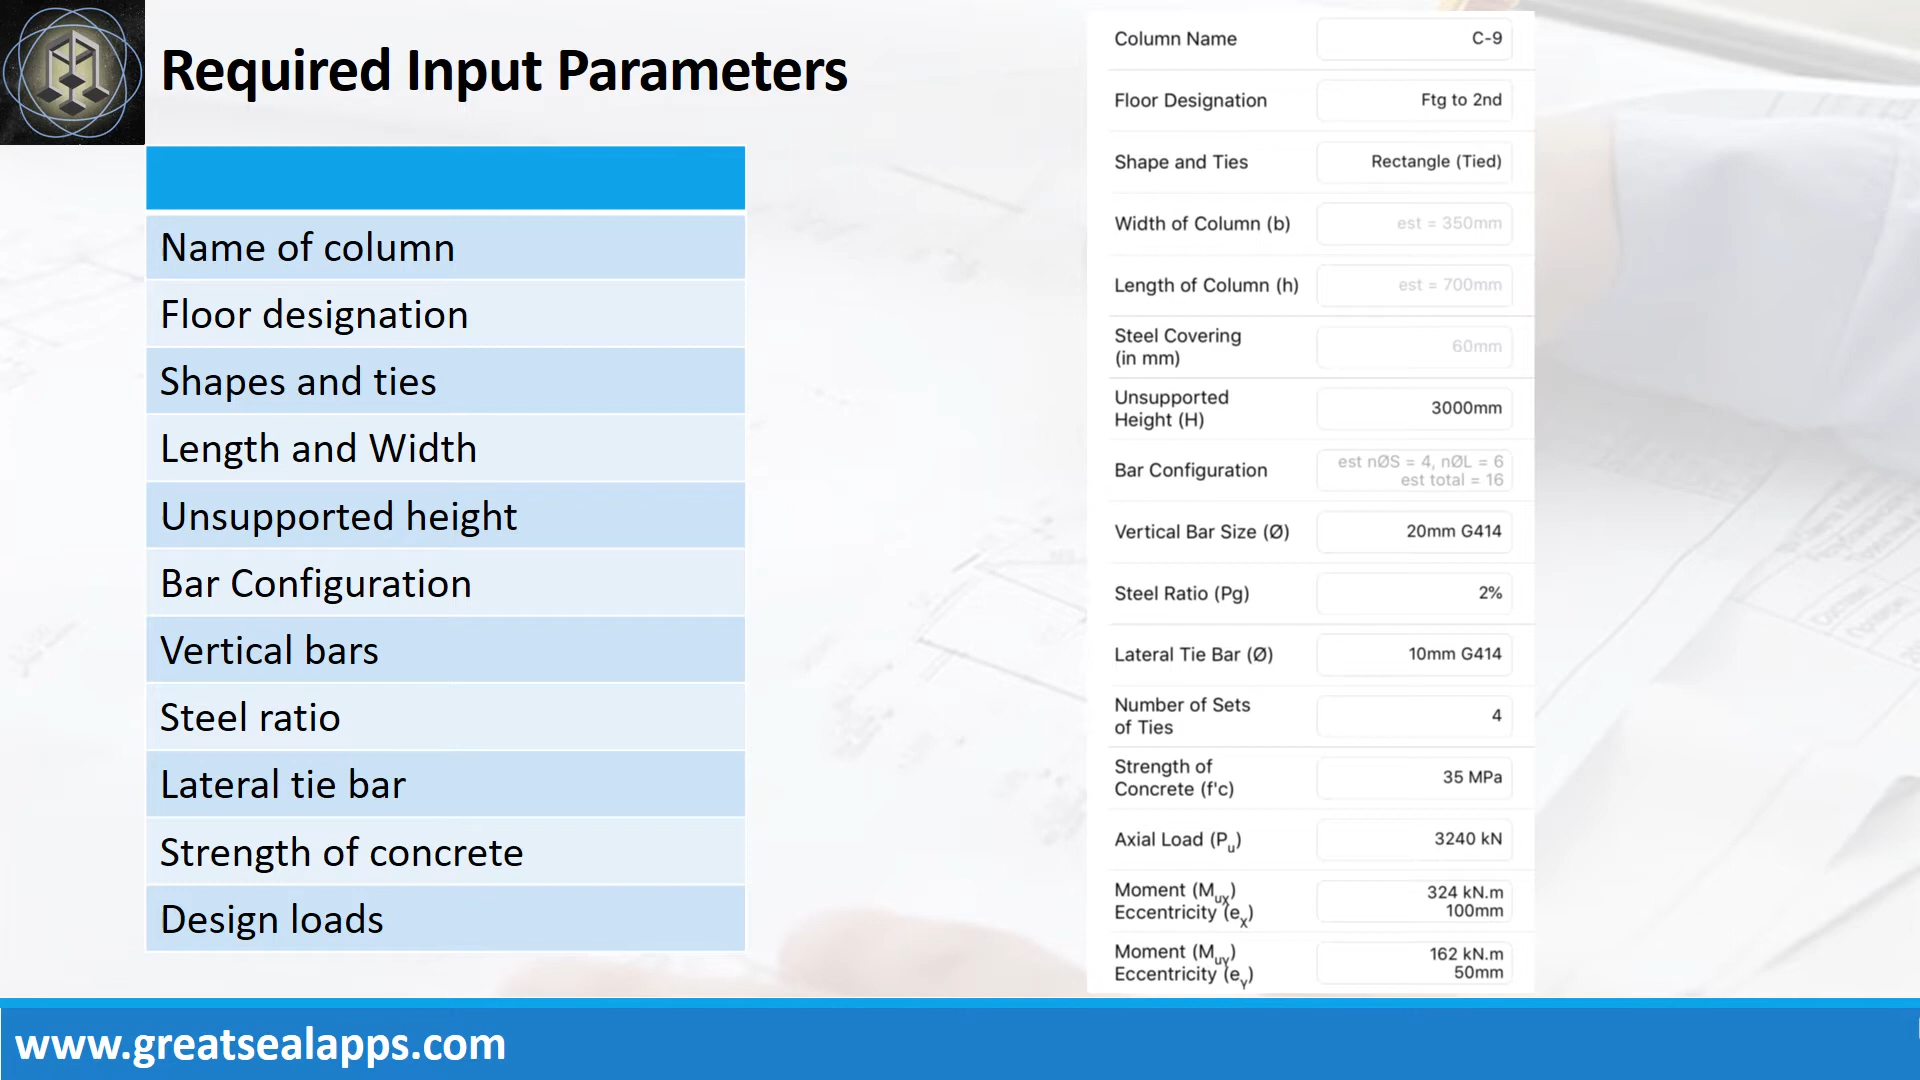 Required Input Parameters
Name of column
Floor designation
Shapes and ties
Length and Width
Unsupported height
Bar Configuration
Vertical bars
Steel ratio
Lateral tie bar
Strength of concrete
Design loads
Column Name C-9
Floor Designation Ftg to 2nd
Shape and Ties Rectangle (Tied)
Width of Column (b) est = 350mm
Length of Column (h) est = 700mm
Steel Covering
(in mm) 60mm
Unsupported
Height (H) 3000mm
Bar Configuration est nØS = 4, nØL = 6
est total = 16
Vertical Bar Size (Ø) 20mm G414
Steel Ratio (Pg) 2%
Lateral Tie Bar (Ø) 10mm G414
Number of Sets
of Ties 4
Strength of
Concrete (f'c) 35 MPa
Axial Load (Pu) 3240 kN
Moment (Mux) 324 kN.m
Eccentricity (ex) 100mm
Moment (Muy) 162 kN.m
Eccentricity (ey) 50mm
www.greatsealapps.com